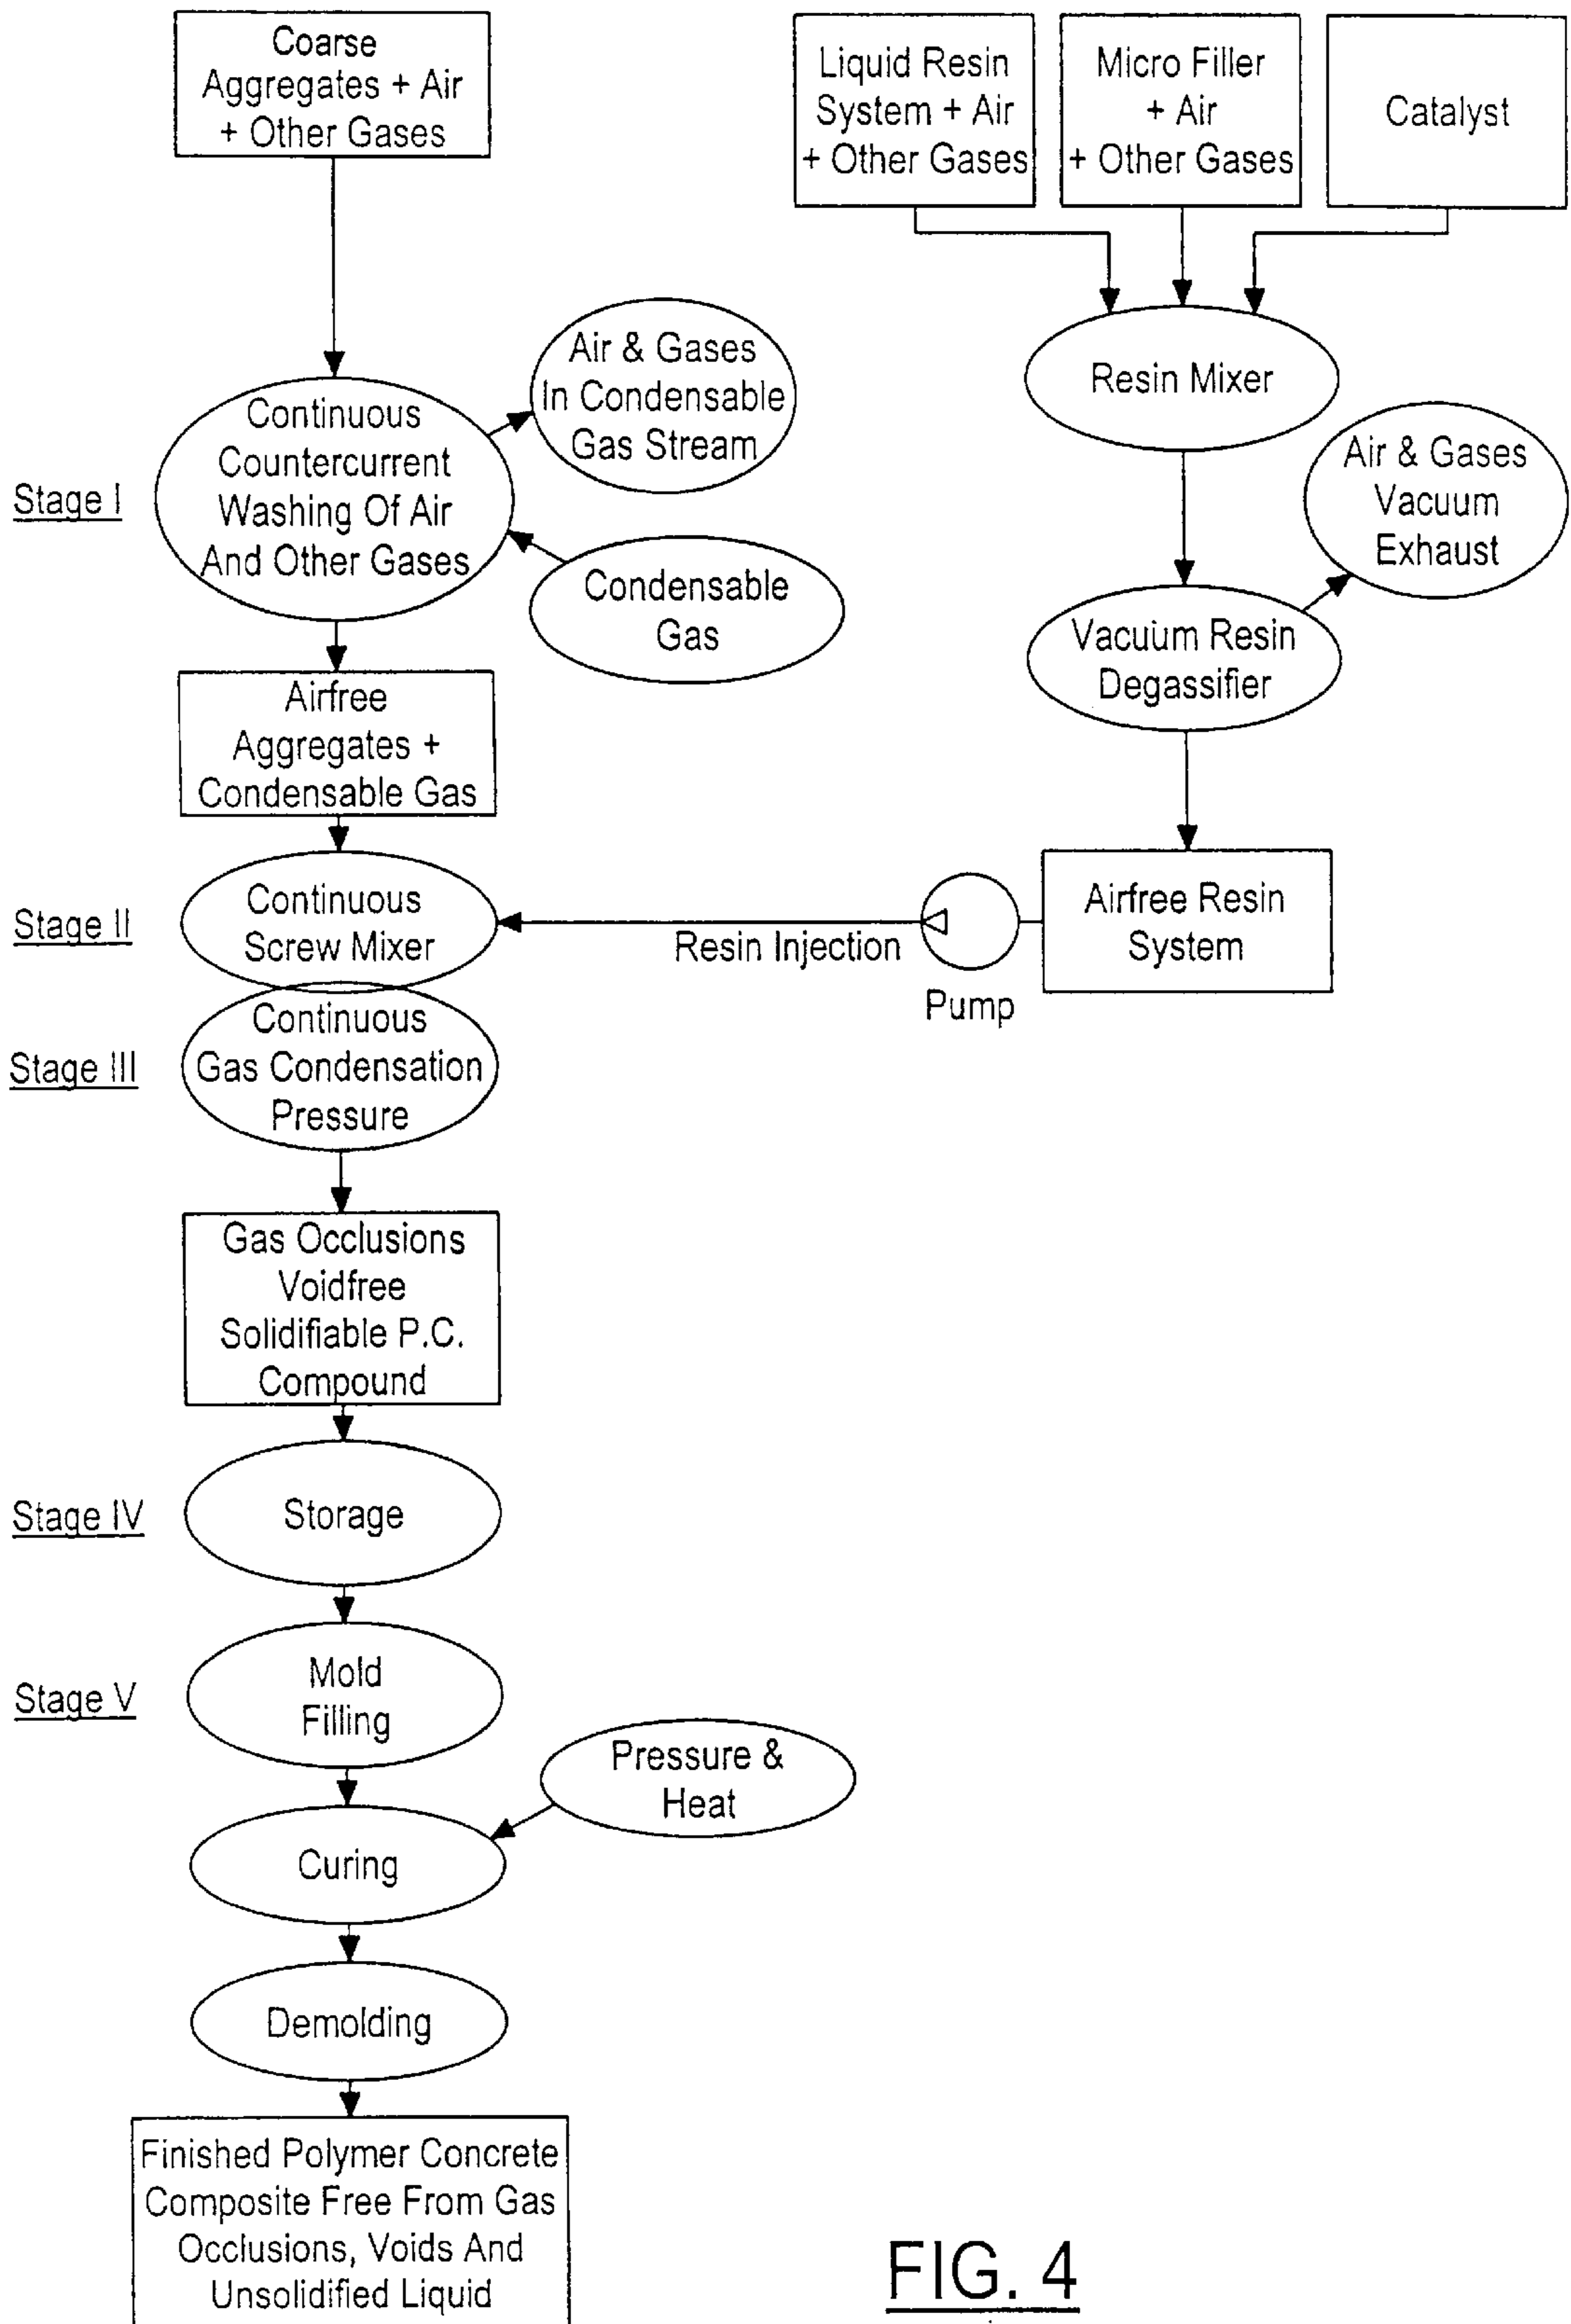 Coarse
Aggregates + Air
+ Other Gases
Liquid Resin
System + Air
+ Other Gases
Micro Filler
+ Air
+ Other Gases
Catalyst
Resin Mixer
Air & Gases
In Condensable
Gas Stream
Stage I
Continuous
Countercurrent
Washing Of Air
And Other Gases
Condensable
Gas
Air & Gases
Vacuum
Exhaust
Vacuum Resin
Degassifier
Airfree
Aggregates +
Condensable Gas
Stage II
Continuous
Screw Mixer
Resin Injection
Pump
Airfree Resin
System
Stage III
Continuous
Gas Condensation
Pressure
Gas Occlusions
Voidfree
Solidifiable P.C.
Compound
Stage IV
Storage
Stage V
Mold
Filling
Pressure &
Heat
Curing
Demolding
Finished Polymer Concrete
Composite Free From Gas
Occlusions, Voids And
Unsolidified Liquid
FIG. 4